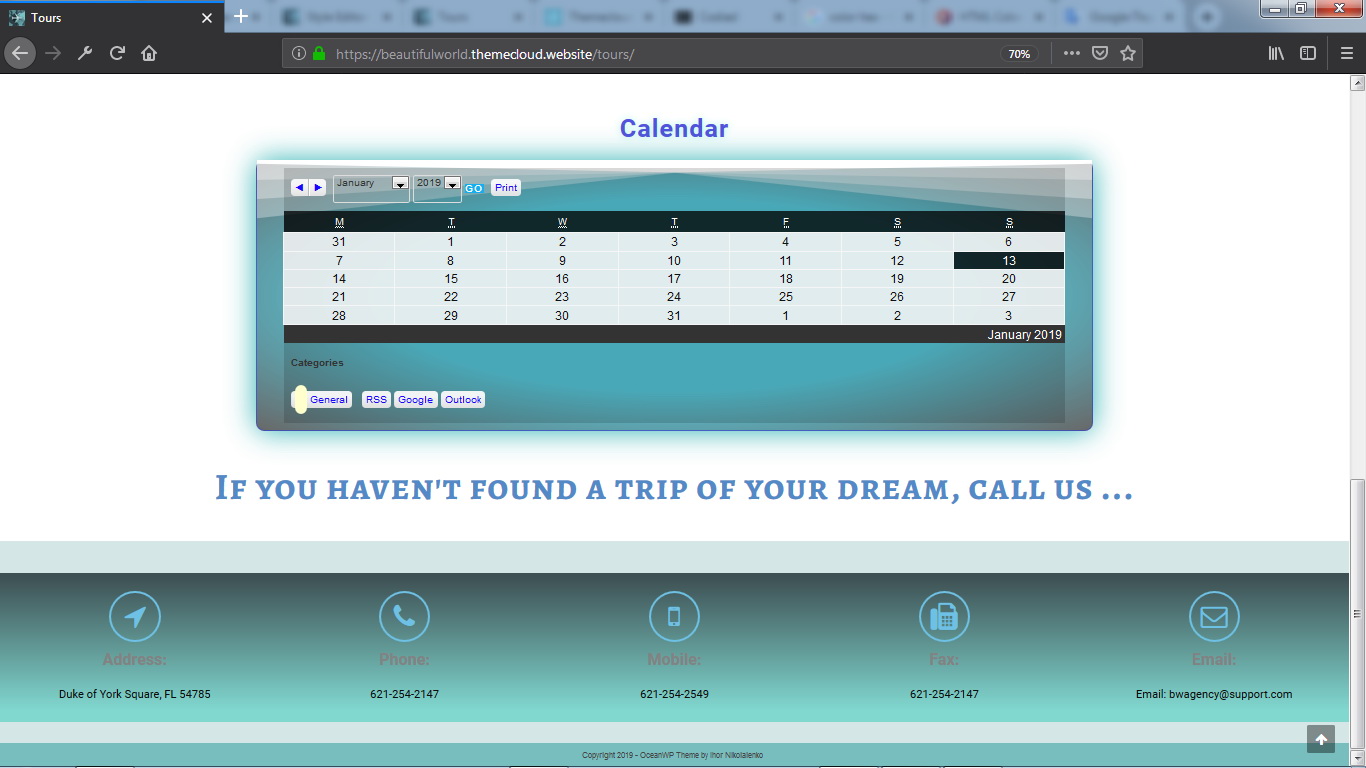 Tours
Style Editor
Tours
https://beautifulworld.themecloud.website/tours/
70%
Calendar
January
2019
GO
Print
M T W T F S S
31 1 2 3 4 5 6
7 8 9 10 11 12 13
14 15 16 17 18 19 20
21 22 23 24 25 26 27
28 29 30 31 1 2 3
January 2019
Categories
General RSS Google Outlook
If you haven't found a trip of your dream, call us ...
Address: Phone: Mobile: Fax: Email:
Duke of York Square, FL 54785 621-254-2147 621-254-2549 621-254-2147 Email: bwagency@support.com
Copyright 2019 - OceanWP Theme by Ihor Nikolaienko